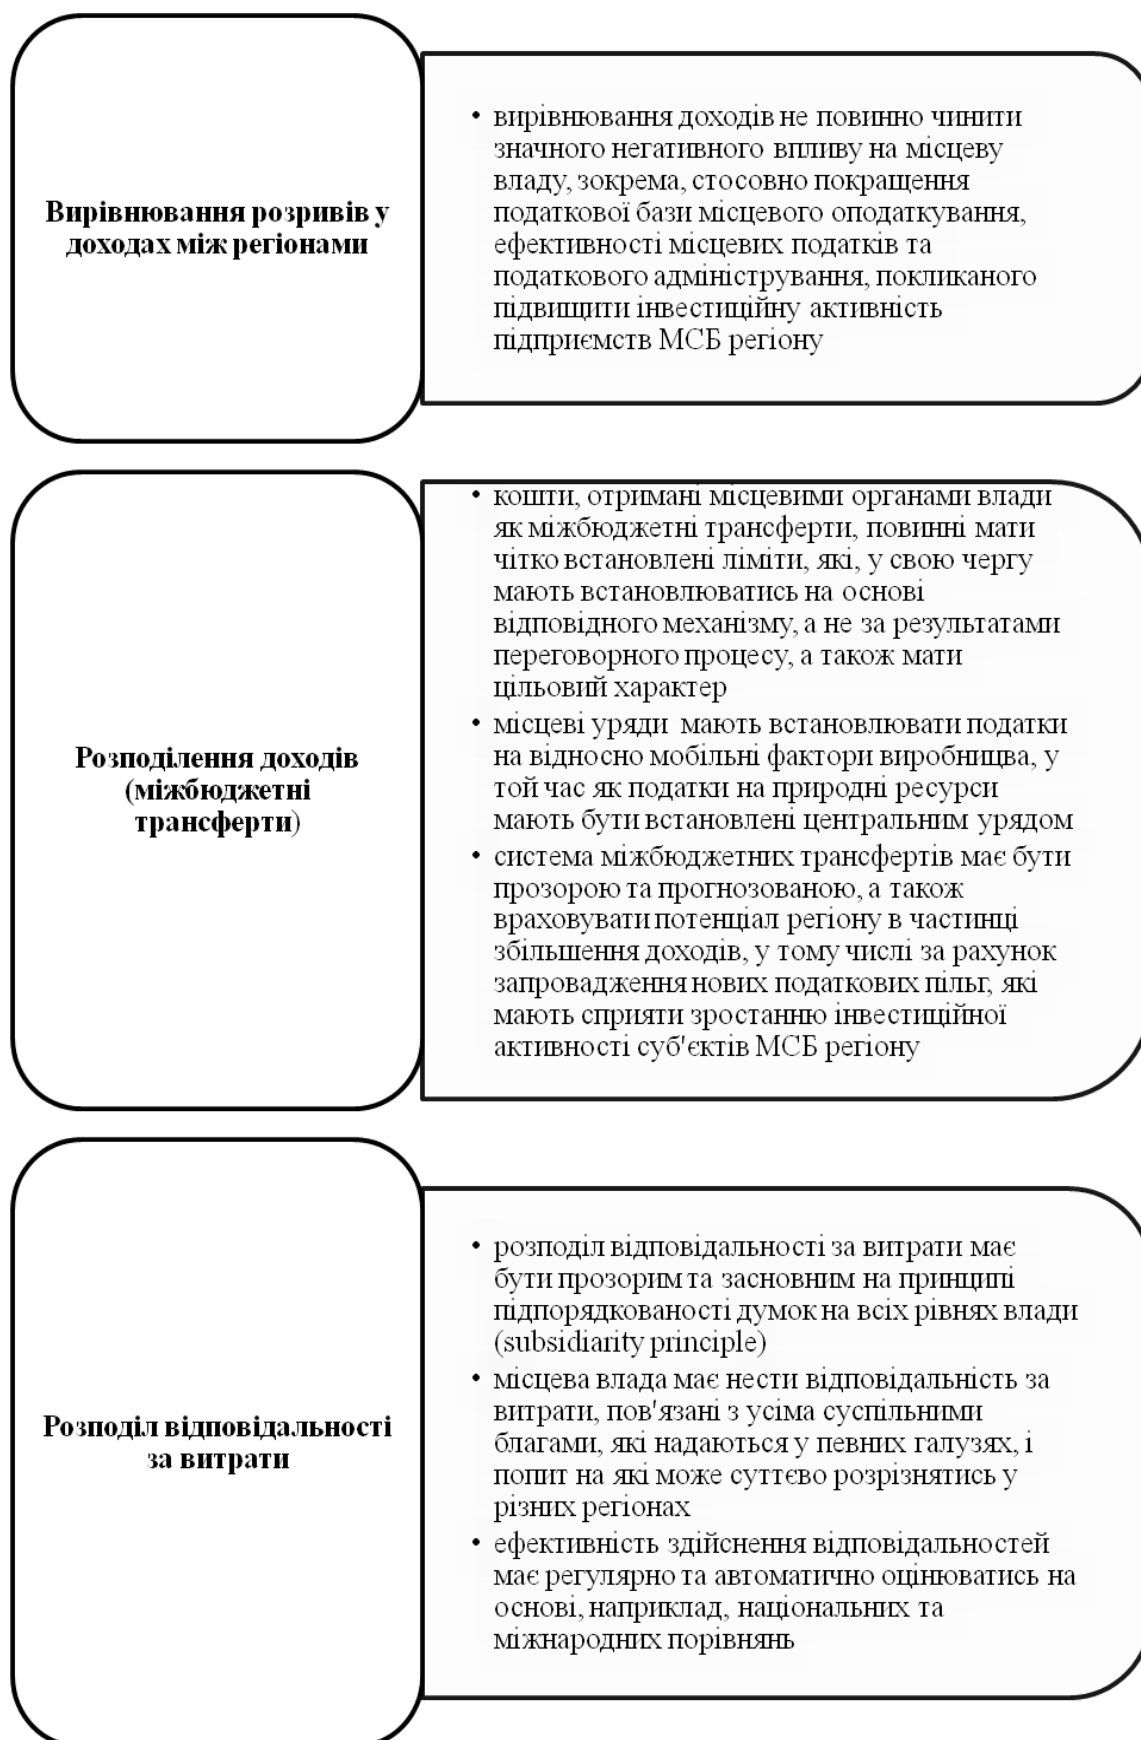 Вирівнювання розривів у
доходах між регіонами
• вирівнювання доходів не повинно чинити
значного негативного впливу на місцеву
владу, зокрема, стосовно покращення
податкової бази місцевого оподаткування,
ефективності місцевих податків та
податкового адміністрування, покликаного
підвищити інвестиційну активність
підприємств МСБ регіону
Розподілення доходів
(міжбюджетні
трансферти)
• кошти, отримані місцевими органами влади
як міжбюджетні трансферти, повинні мати
чітко встановлені ліміти, які, у свою чергу
мають встановлюватись на основі
відповідного механізму, а не за результатами
переговорного процесу, а також мати
цільовий характер
• місцеві уряди мають встановлювати податки
на відносно мобільні фактори виробницва, у
той час як податки на природні ресурси
мають бути встановлені центральним урядом
• система міжбюджетних трансфертів має бути
прозорою та прогнозованою, а також
враховувати потенціал регіону в частинці
збільшення доходів, у тому числі за рахунок
запровадження нових податкових пільг, які
мають сприяти зростанню інвестиційної
активності суб'єктів МСБ регіону
Розподіл відповідальності
за витрати
• розподіл відповідальності за витрати має
бути прозорим та засновним на принципі
підпорядкованості думок на всіх рівнях влади
(subsidiarity principle)
• місцева влада має нести відповідальність за
витрати, пов'язані з усіма суспільними
благами, які надаються у певних галузях, і
попит на які може суттєво розрізнятись у
різних регіонах
• ефективність здійснення відповідальностей
має регулярно та автоматично оцінюватись на
основі, наприклад, національних та
міжнародних порівнянь